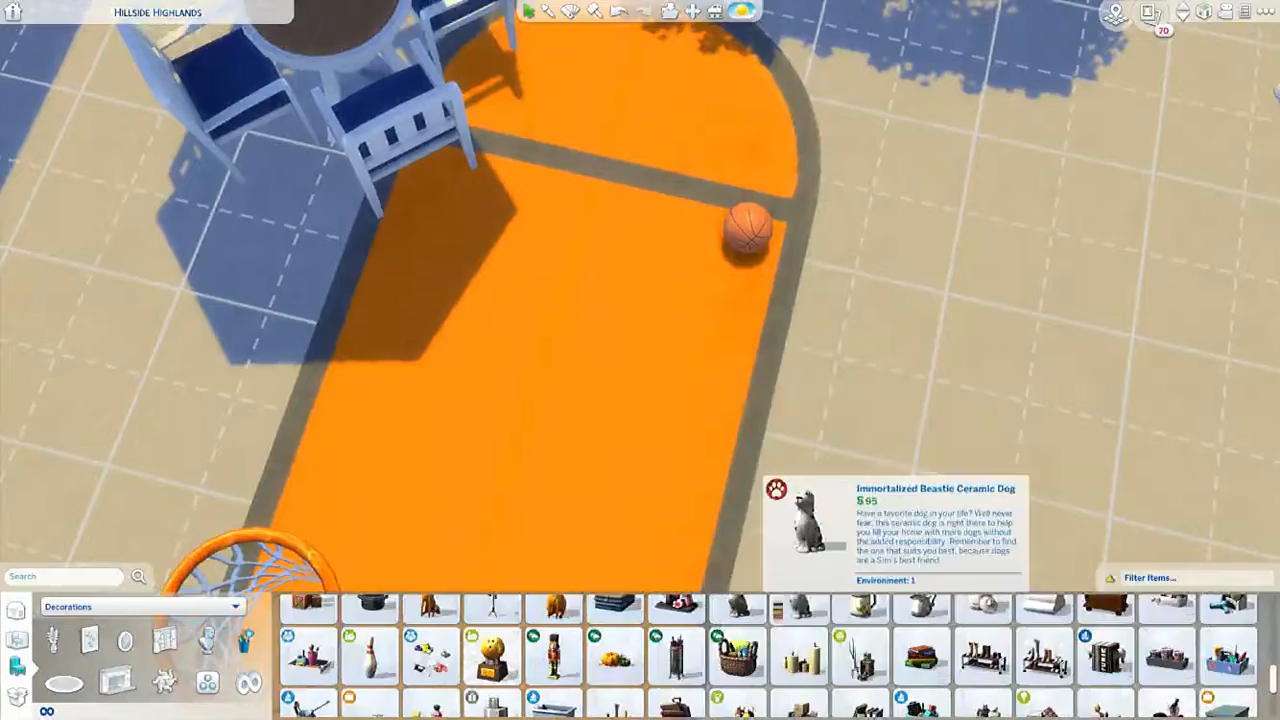 Hillside Highlands
70
Immortalized Beastie Ceramic Dog
§95
Have a favorite dog in your life? Well never
fear, this ceramic dog is right there to help
you fill your home with more dogs without
the added responsibility. Remember to find
the one that suits you best, because dogs
are a Sim's best friend.
Environment: 1
Search
Filter Items...
Decorations